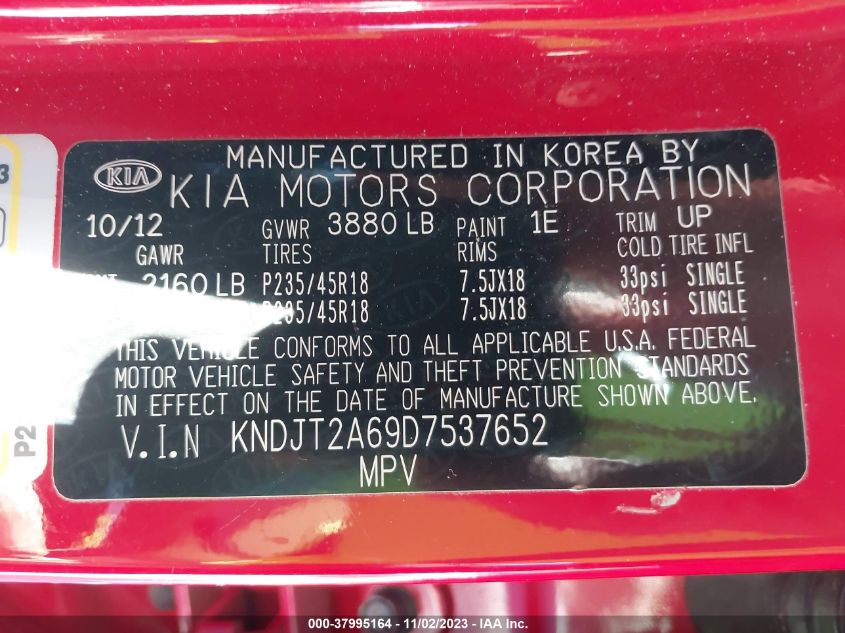 MANUFACTURED IN KOREA BY
KIA KIA MOTORS CORPORATION
10/12 GVWR 3880 LB PAINT 1E TRIM UP
GAWR TIRES RIMS COLD TIRE INFL
2160 LB P235/45R18 7.5JX18 33psi SINGLE
P235/45R18 7.5JX18 33psi SINGLE
THIS VEHICLE CONFORMS TO ALL APPLICABLE U.S.A. FEDERAL
MOTOR VEHICLE SAFETY AND THEFT PREVENTION STANDARDS
IN EFFECT ON THE DATE OF MANUFACTURE SHOWN ABOVE.
V.I.N KNDJT2A69D7537652
MPV
3
P2
000-37995164 - 11/02/2023 - IAA Inc.